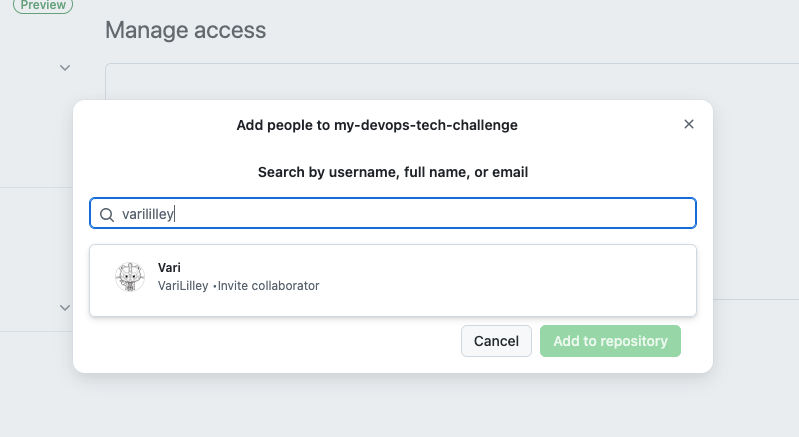 Preview
Manage access
Add people to my-devops-tech-challenge
Search by username, full name, or email
varililley
Vari
VariLilley •Invite collaborator
Cancel
Add to repository